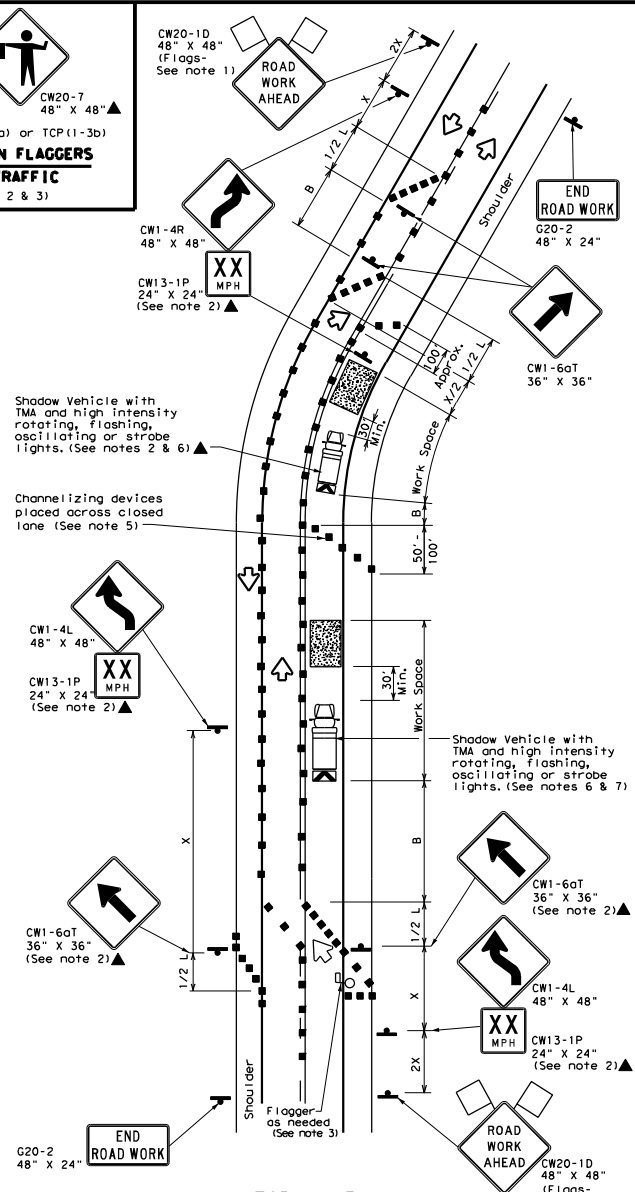 CW20-7
48" X 48"▲
a) or TCP(1-3b)
N FLAGGERS
TRAFFIC
2 & 3)
CW20-1D
48" X 48"
(Flags-
See note 1)
ROAD
WORK
AHEAD
2X
X
1/2 L
B
Shoulder
END
ROAD WORK
G20-2
48" X 24"
CW1-4R
48" X 48"
XX
MPH
CW13-1P
24" X 24"
(See note 2)▲
CW1-6aT
36" X 36"
100'
Approx.
1/2 L
X/2
30'
Min.
Work Space
B
50'-
100'
Shadow Vehicle with
TMA and high intensity
rotating, flashing,
oscillating or strobe
lights. (See notes 2 & 6)▲
Channelizing devices
placed across closed
lane (See note 5)
CW1-4L
48" X 48"
XX
MPH
CW13-1P
24" X 24"
(See note 2)▲
30'
Min.
Work Space
Shadow Vehicle with
TMA and high intensity
rotating, flashing,
oscillating or strobe
lights. (See notes 6 & 7)
X
B
CW1-6aT
36" X 36"
(See note 2)▲
1/2 L
CW1-6aT
36" X 36"
(See note 2)▲
1/2 L
X
CW1-4L
48" X 48"
XX
MPH
CW13-1P
24" X 24"
(See note 2)▲
2X
Shoulder
Flagger
as needed
(See note 3)
END
ROAD WORK
G20-2
48" X 24"
ROAD
WORK
AHEAD
CW20-1D
48" X 48"
(Flags-